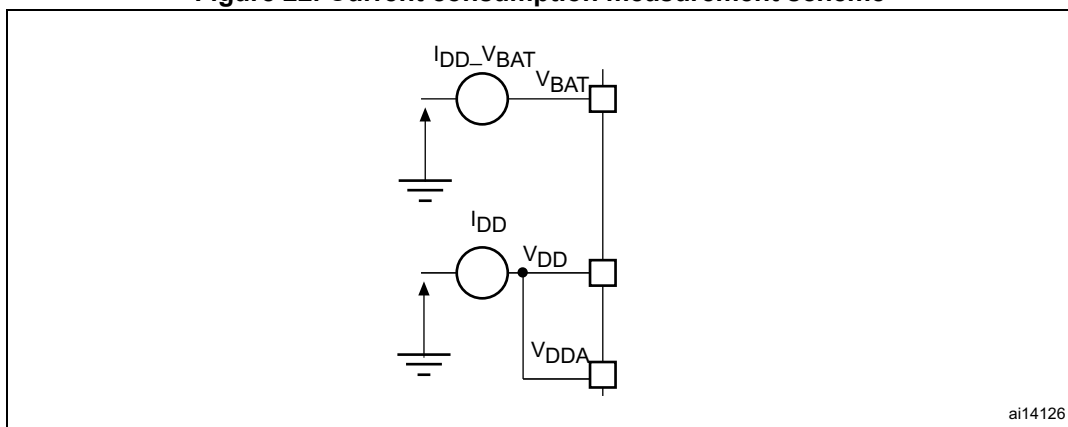 Figure 22. Current consumption measurement scheme
IDD_VBAT
VBAT
IDD
VDD
VDDA
ai14126